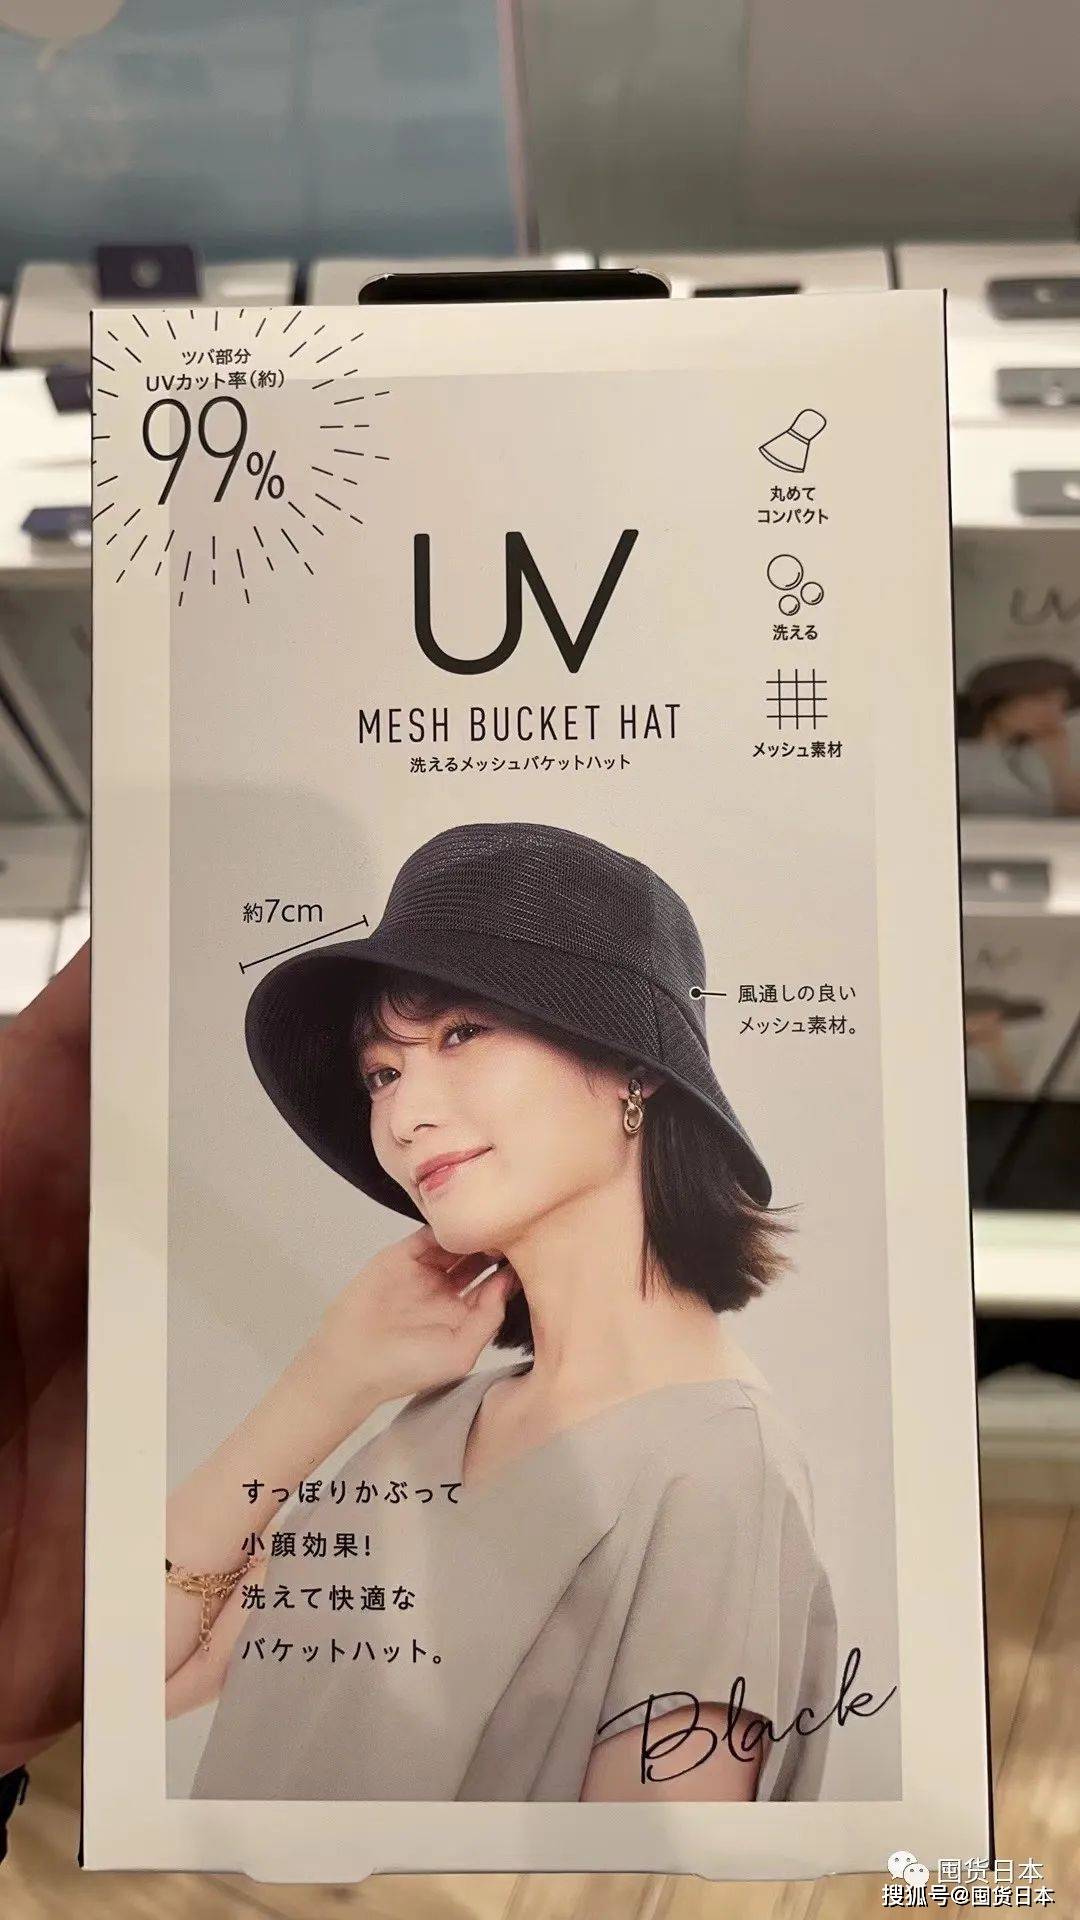 ツバ部分
UVカット率(約)
99%
丸めて
コンパクト
洗える
メッシュ素材
UV
MESH BUCKET HAT
洗えるメッシュバケットハット
約7cm
風通しの良い
メッシュ素材。
すっぽりかぶって
小顔効果!
洗えて快適な
バケットハット。
Black
UV
囤货日本
搜狐号@囤货日本